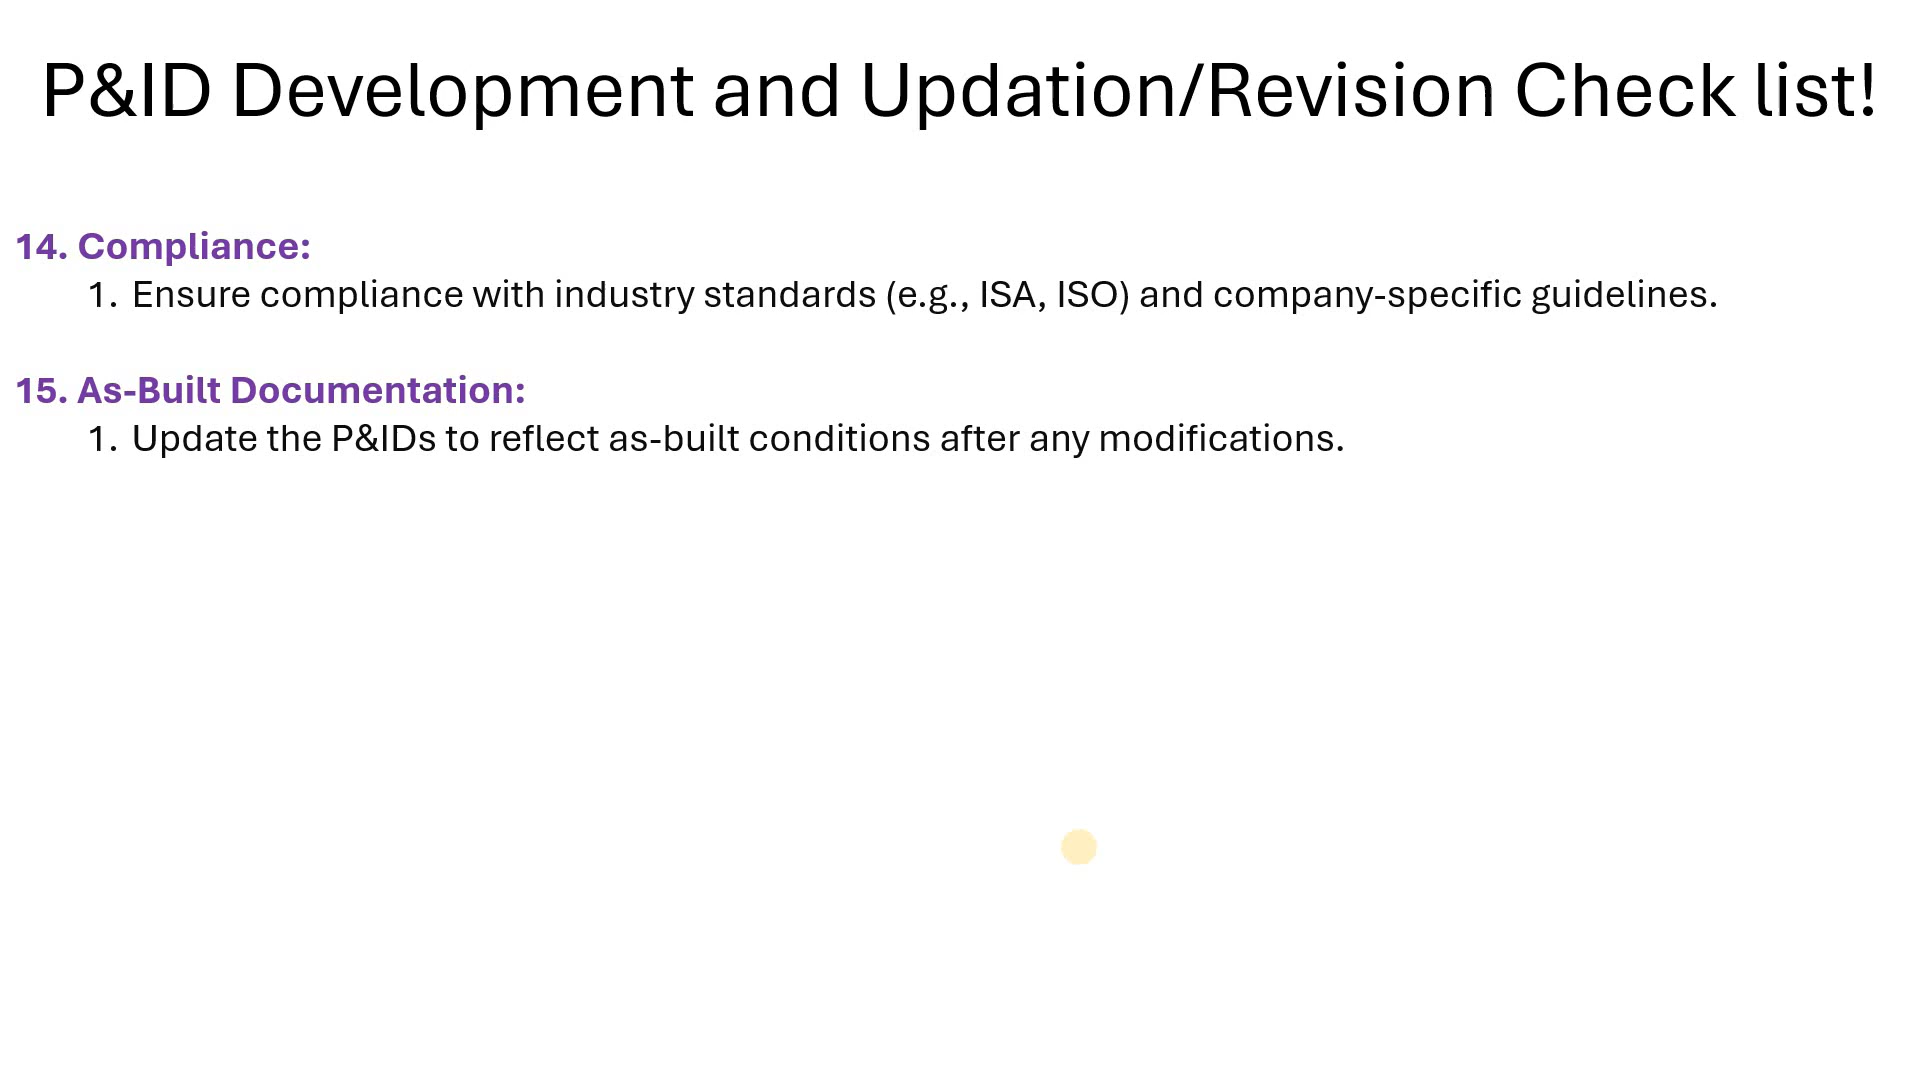 P&ID Development and Updation/Revision Check list!
14. Compliance:
1. Ensure compliance with industry standards (e.g., ISA, ISO) and company-specific guidelines.
15. As-Built Documentation:
1. Update the P&IDs to reflect as-built conditions after any modifications.